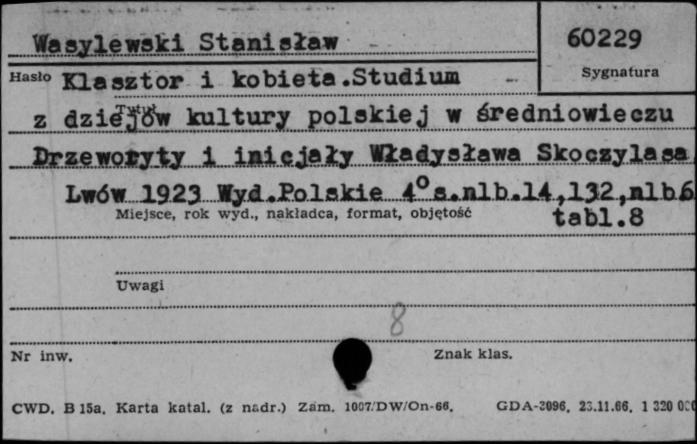 Wasylewski Stanisław
60229
Sygnatura
Hasło Klasztor i kobieta.Studium
Tytuł
z dziejów kultury polskiej w średniowieczu
Drzeworyty i inicjały Władysława Skoczylasa
Lwów 1923 Wyd.Polskie 4° s.nlb.14,132,nlb6
Miejsce, rok wyd., nakładca, format, objętość
tabl.8
Uwagi
8
Nr inw.
Znak klas.
CWD. B 15a. Karta katal. (z nadr.) Zam. 1007/DW/On-66. GDA-2096. 23.11.66. 1 320